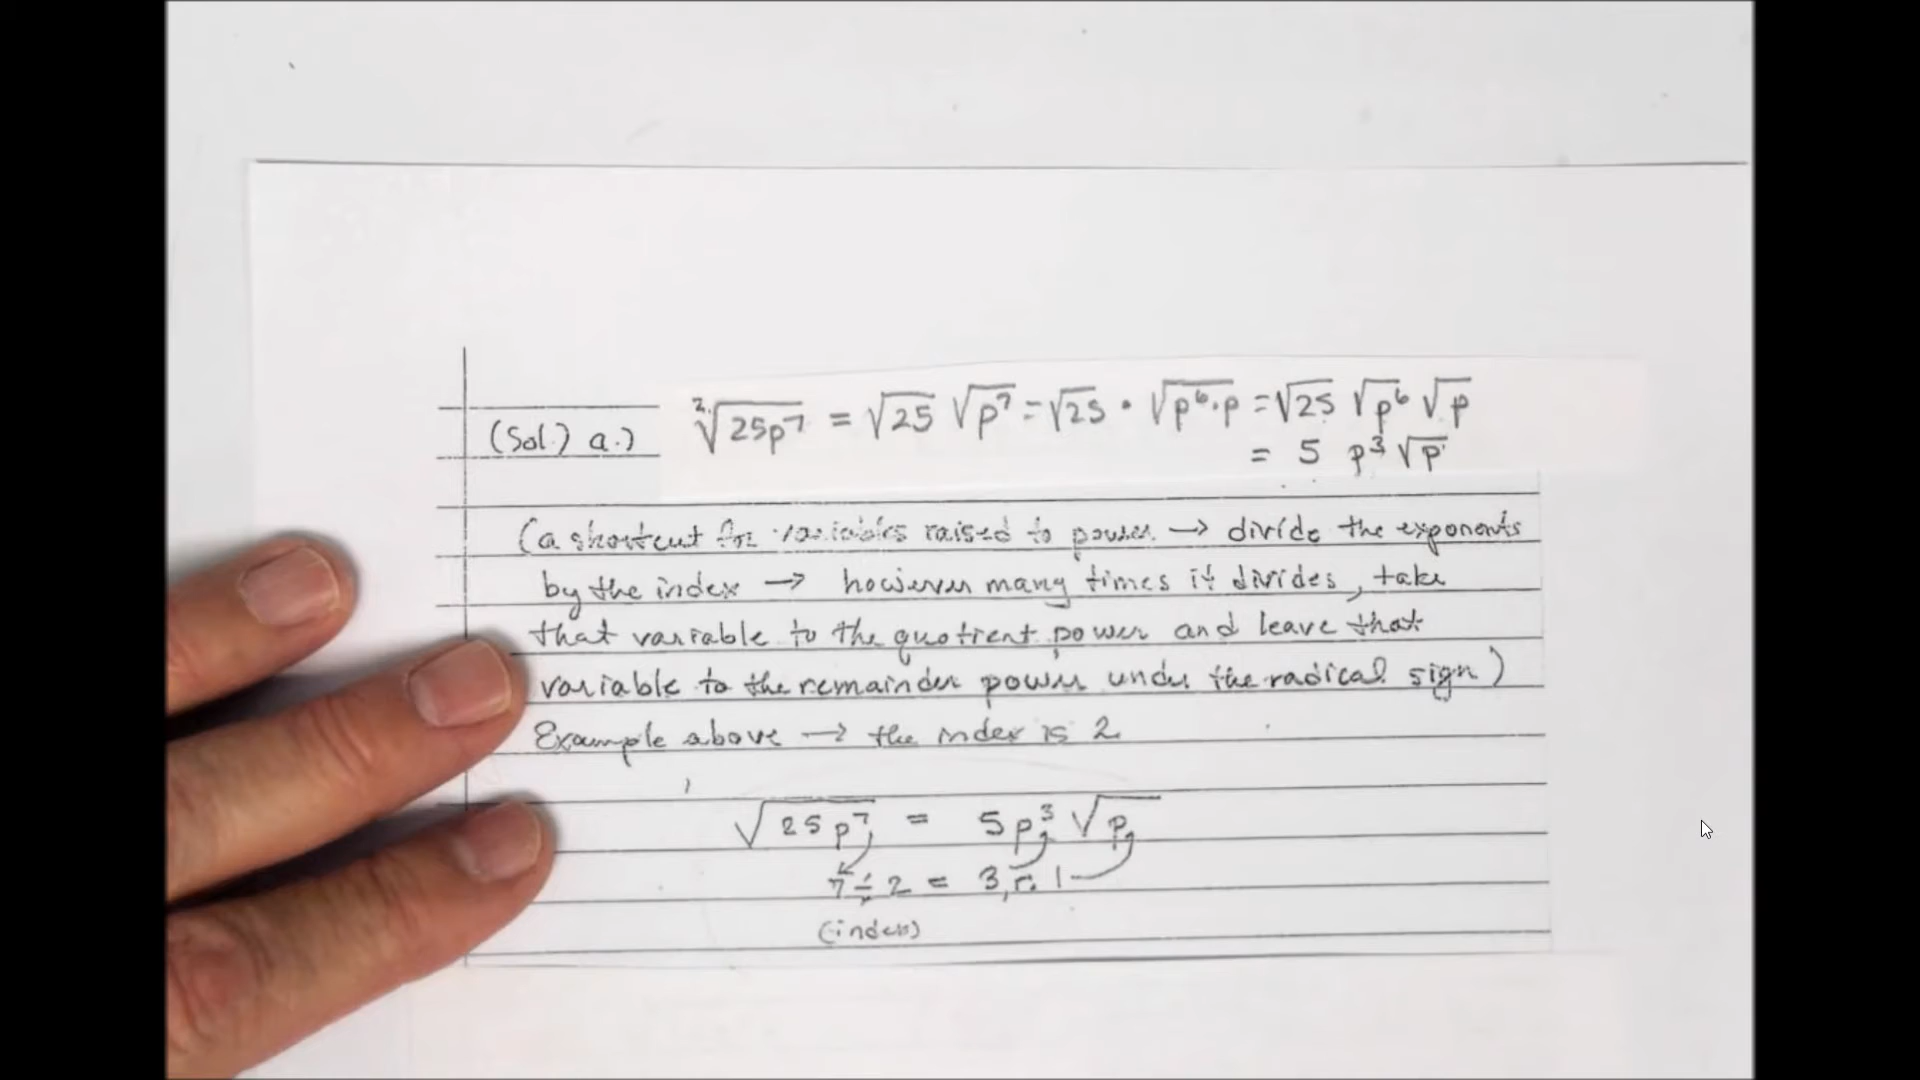 (Sol.) a.) ²√25p⁷ = √25 √p⁷ = √25 · √p⁶·p = √25 √p⁶ √p
= 5 p³ √p
(a shortcut for variables raised to power → divide the exponents
by the index → however many times it divides, take
that variable to the quotient power and leave that
variable to the remainder power under the radical sign)
Example above → the index is 2
√25p⁷ = 5p³ √p
7 ÷ 2 = 3, r. 1
(index)